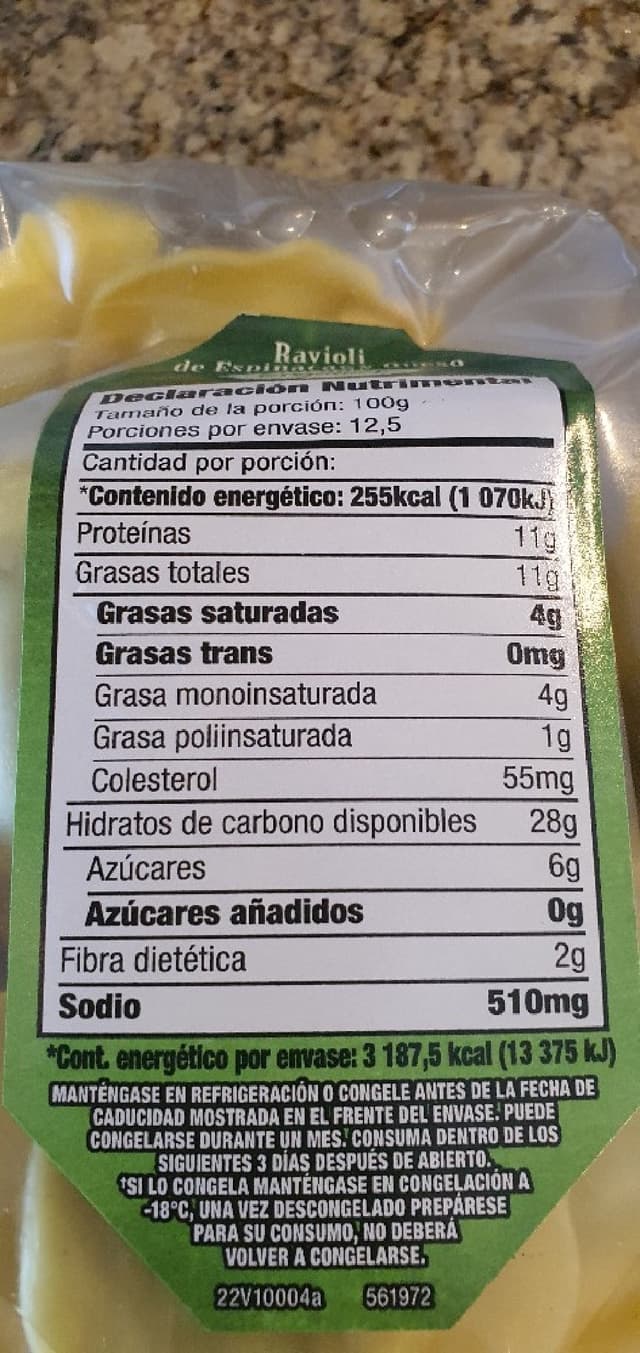 Ravioli
de Espinacas y Queso
Declaración Nutrimental
Tamaño de la porción: 100g
Porciones por envase: 12,5
Cantidad por porción:
*Contenido energético: 255kcal (1 070kJ)
Proteínas 11g
Grasas totales 11g
Grasas saturadas 4g
Grasas trans 0mg
Grasa monoinsaturada 4g
Grasa poliinsaturada 1g
Colesterol 55mg
Hidratos de carbono disponibles 28g
Azúcares 6g
Azúcares añadidos 0g
Fibra dietética 2g
Sodio 510mg
*Cont. energético por envase: 3 187,5 kcal (13 375 kJ)
MANTÉNGASE EN REFRIGERACIÓN O CONGELE ANTES DE LA FECHA DE
CADUCIDAD MOSTRADA EN EL FRENTE DEL ENVASE. PUEDE
CONGELARSE DURANTE UN MES.† CONSUMA DENTRO DE LOS
SIGUIENTES 3 DÍAS DESPUÉS DE ABIERTO.
†SI LO CONGELA MANTÉNGASE EN CONGELACIÓN A
-18°C, UNA VEZ DESCONGELADO PREPÁRESE
PARA SU CONSUMO, NO DEBERÁ
VOLVER A CONGELARSE.
22V10004a 561972